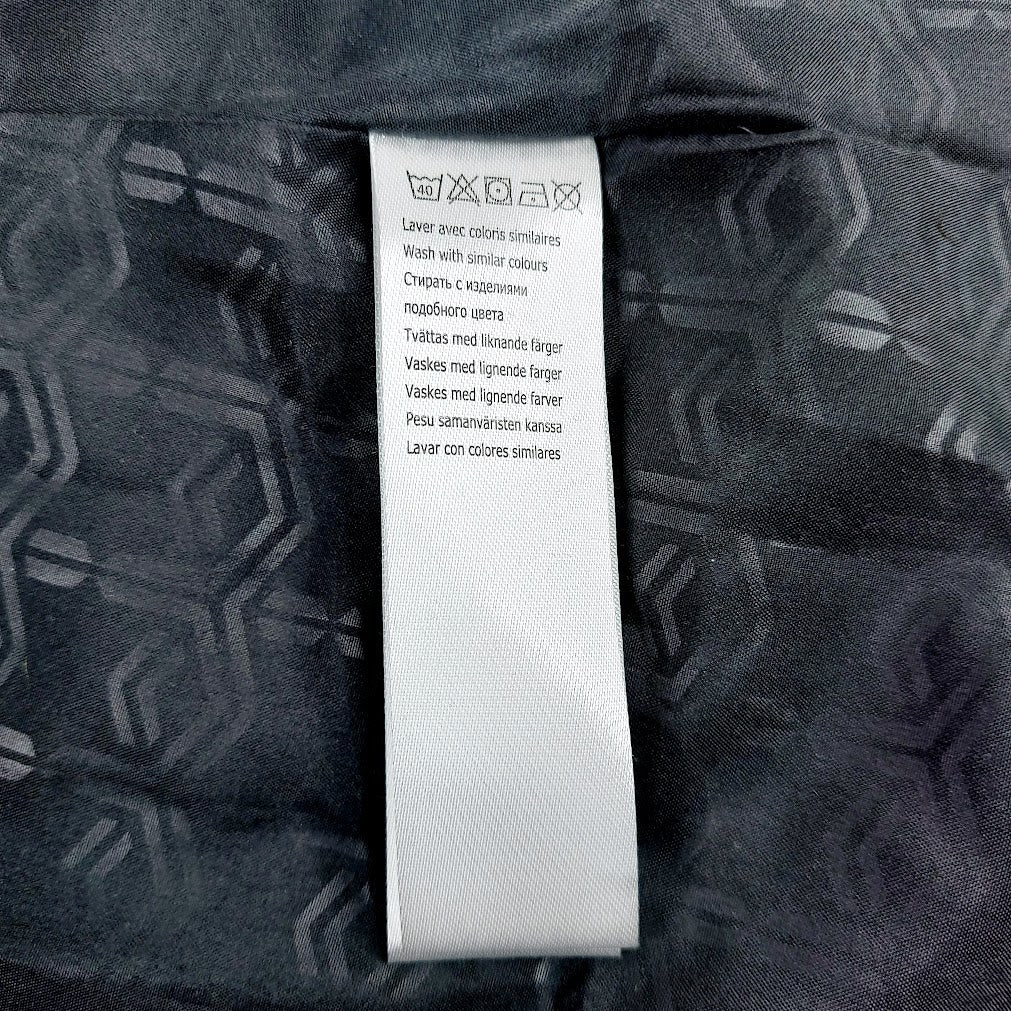 40
Laver avec coloris similaires
Wash with similar colours
Стирать с изделиями
подобного цвета
Tvättas med liknande färger
Vaskes med lignende farger
Vaskes med lignende farver
Pesu samanväristen kanssa
Lavar con colores similares